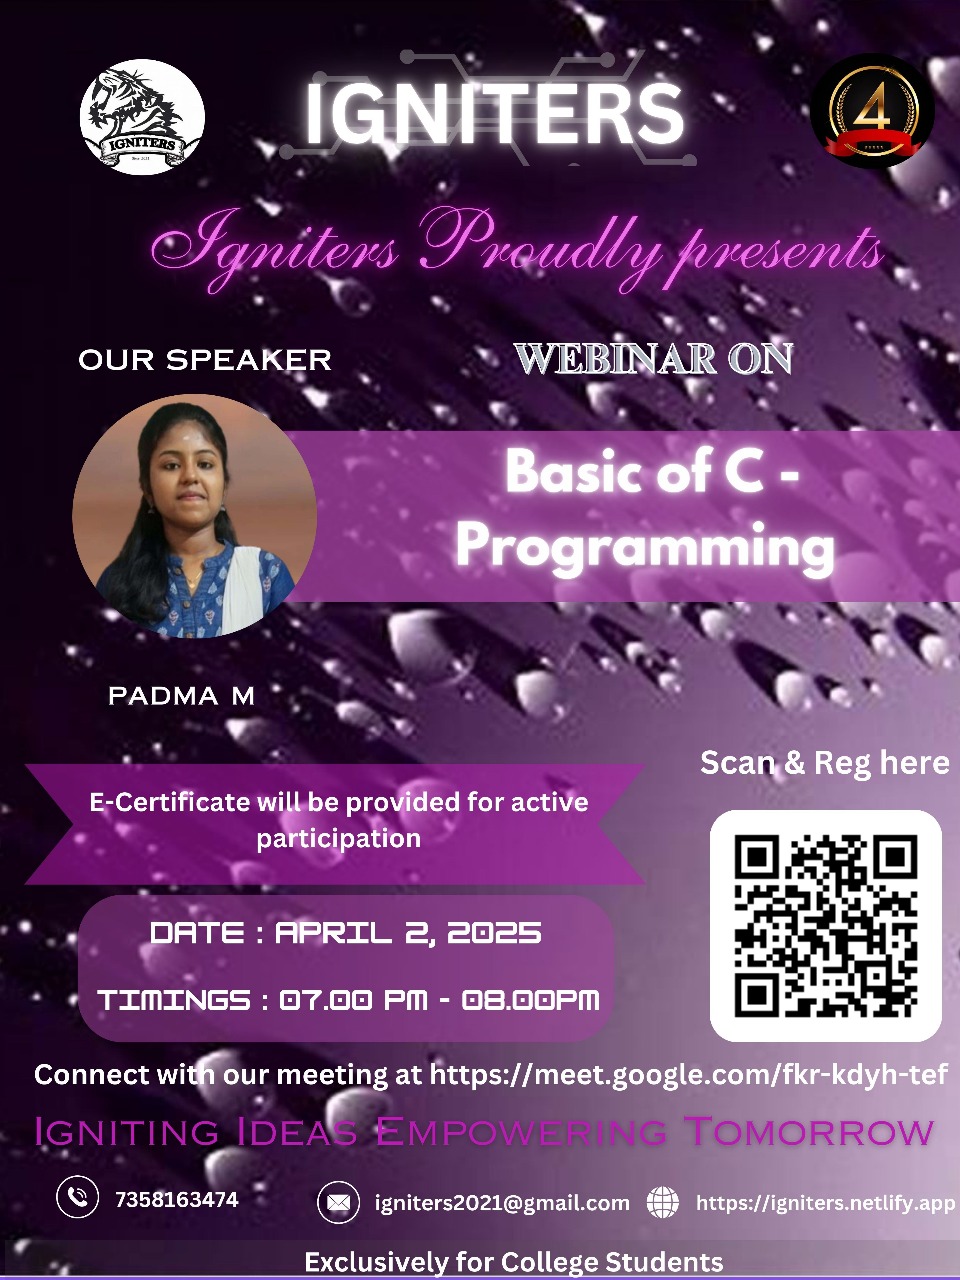 IGNITERS
IGNITERS
Since 2021
4
Igniters Proudly presents
OUR SPEAKER
WEBINAR ON
Basic of C -
Programming
PADMA M
Scan & Reg here
E-Certificate will be provided for active
participation
DATE : APRIL 2, 2025
TIMINGS : 07.00 PM - 08.00PM
Connect with our meeting at https://meet.google.com/fkr-kdyh-tef
IGNITING IDEAS EMPOWERING TOMORROW
7358163474
igniters2021@gmail.com
https://igniters.netlify.app
Exclusively for College Students